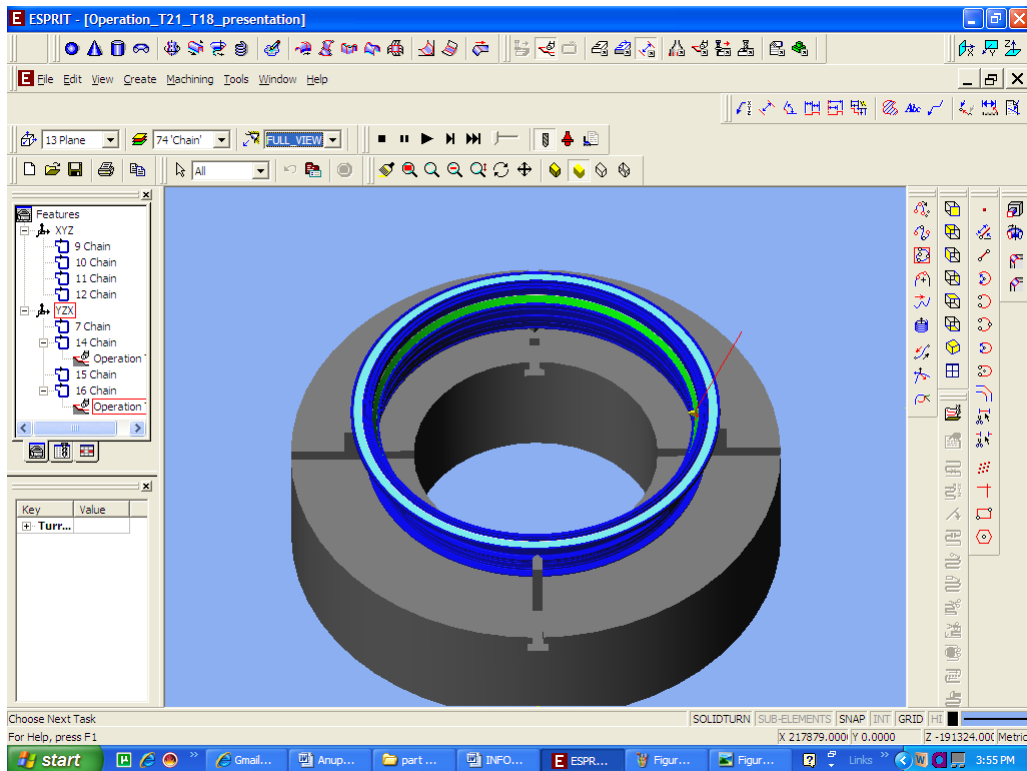 ESPRIT - [Operation_T21_T18_presentation]
File Edit View Create Machining Tools Window Help
Abc
13 Plane 74 'Chain' FULL_VIEW
All
Features
XYZ
9 Chain
10 Chain
11 Chain
12 Chain
YZX
7 Chain
14 Chain
Operation
15 Chain
16 Chain
Operation
Key Value
Turr...
Choose Next Task SOLIDTURN SUB-ELEMENTS SNAP INT GRID HI
For Help, press F1 X 217879.000 Y 0.0000 Z -191324.000 Metric
start Gmail... Anup... part ... INFO... ESPR... Figur... Figur... Links 3:55 PM